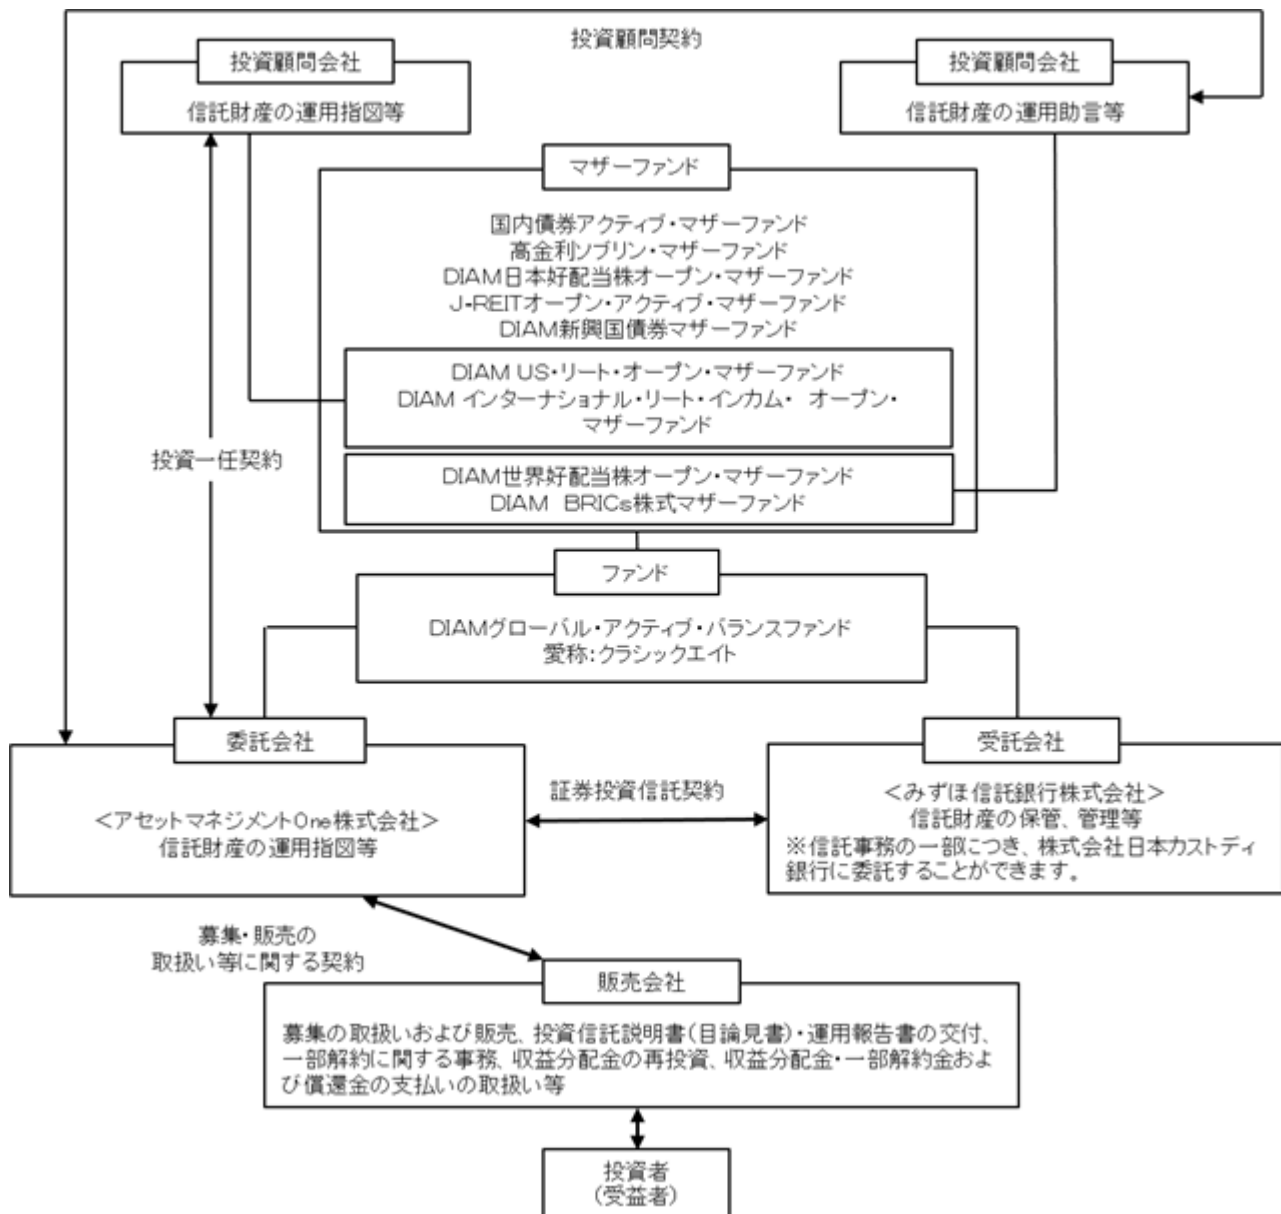 投資顧問契約
投資顧問会社
信託財産の運用指図等
投資顧問会社
信託財産の運用助言等
マザーファンド
国内債券アクティブ・マザーファンド
高金利ソブリン・マザーファンド
DIAM日本好配当株オープン・マザーファンド
J-REITオープン・アクティブ・マザーファンド
DIAM新興国債券マザーファンド
DIAM US・リート・オープン・マザーファンド
DIAM インターナショナル・リート・インカム・ オープン・
マザーファンド
DIAM世界好配当株オープン・マザーファンド
DIAM BRICs株式マザーファンド
投資一任契約
ファンド
DIAMグローバル・アクティブ・バランスファンド
愛称:クラシックエイト
委託会社
<アセットマネジメントOne株式会社>
信託財産の運用指図等
証券投資信託契約
受託会社
<みずほ信託銀行株式会社>
信託財産の保管、管理等
※信託事務の一部につき、株式会社日本カストディ
銀行に委託することができます。
募集・販売の
取扱い等に関する契約
販売会社
募集の取扱いおよび販売、投資信託説明書(目論見書)・運用報告書の交付、
一部解約に関する事務、収益分配金の再投資、収益分配金・一部解約金およ
び償還金の支払いの取扱い等
投資者
(受益者)